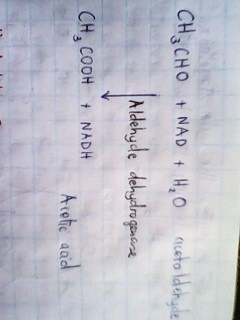 CH₃CHO + NAD + H₂O acetaldehyde
Aldehyde dehydrogenase
CH₃COOH + NADH Acetic acid